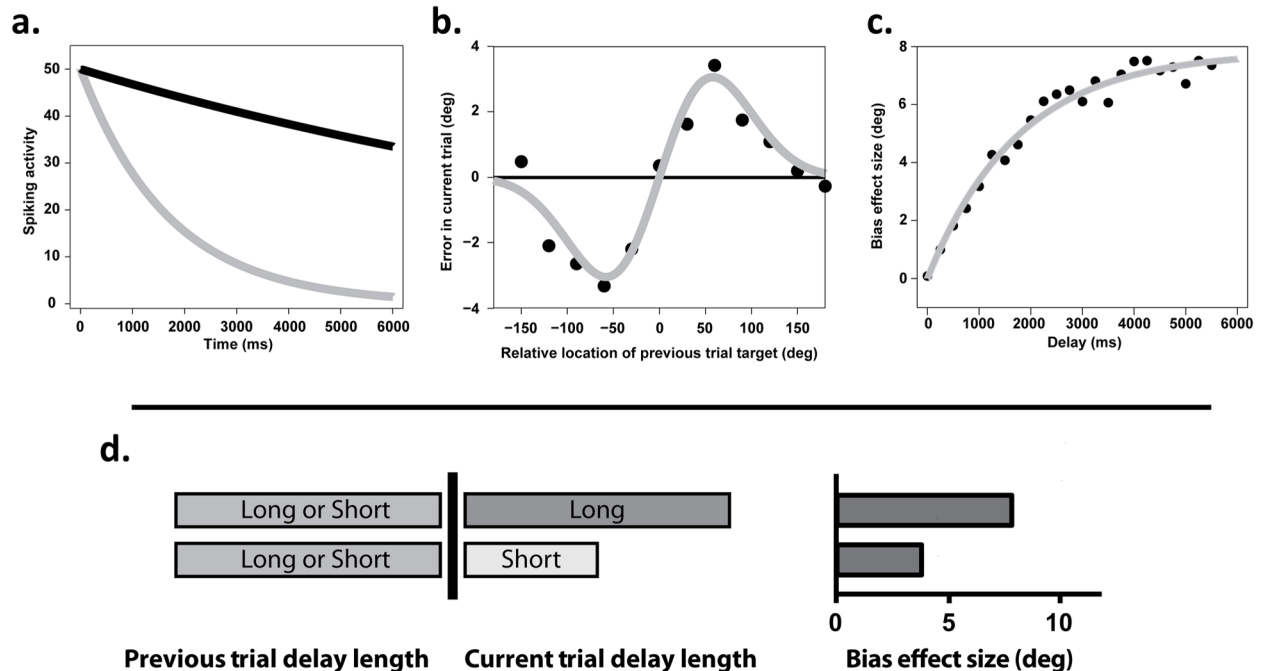 a.
50
40
30
20
10
0
Spiking activity
0 1000 2000 3000 4000 5000 6000
Time (ms)
b.
4
2
0
−2
−4
Error in current trial (deg)
−150 −100 −50 0 50 100 150
Relative location of previous trial target (deg)
c.
8
6
4
2
0
Bias effect size (deg)
0 1000 2000 3000 4000 5000 6000
Delay (ms)
d.
Long or Short Long
Long or Short Short
Previous trial delay length Current trial delay length
0 5 10
Bias effect size (deg)